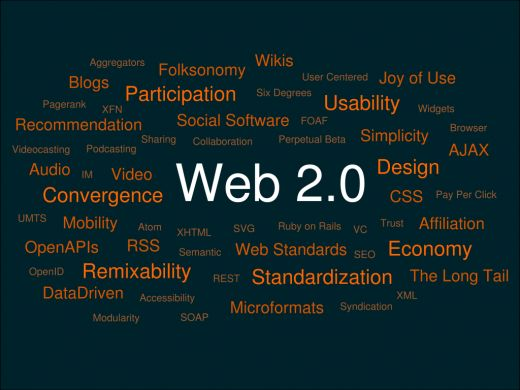 Aggregators
Folksonomy
Wikis
Blogs
User Centered
Joy of Use
Participation
Six Degrees
Usability
Pagerank
XFN
Widgets
Recommendation
Social Software
FOAF
Simplicity
Browser
Sharing
Collaboration
Perpetual Beta
AJAX
Videocasting
Podcasting
Audio
IM
Video
Web 2.0
Design
Convergence
CSS
Pay Per Click
UMTS
Mobility
Atom
XHTML
SVG
Ruby on Rails
VC
Trust
Affiliation
OpenAPIs
RSS
Semantic
Web Standards
SEO
Economy
OpenID
Remixability
REST
Standardization
The Long Tail
DataDriven
Accessibility
Microformats
Syndication
XML
Modularity
SOAP